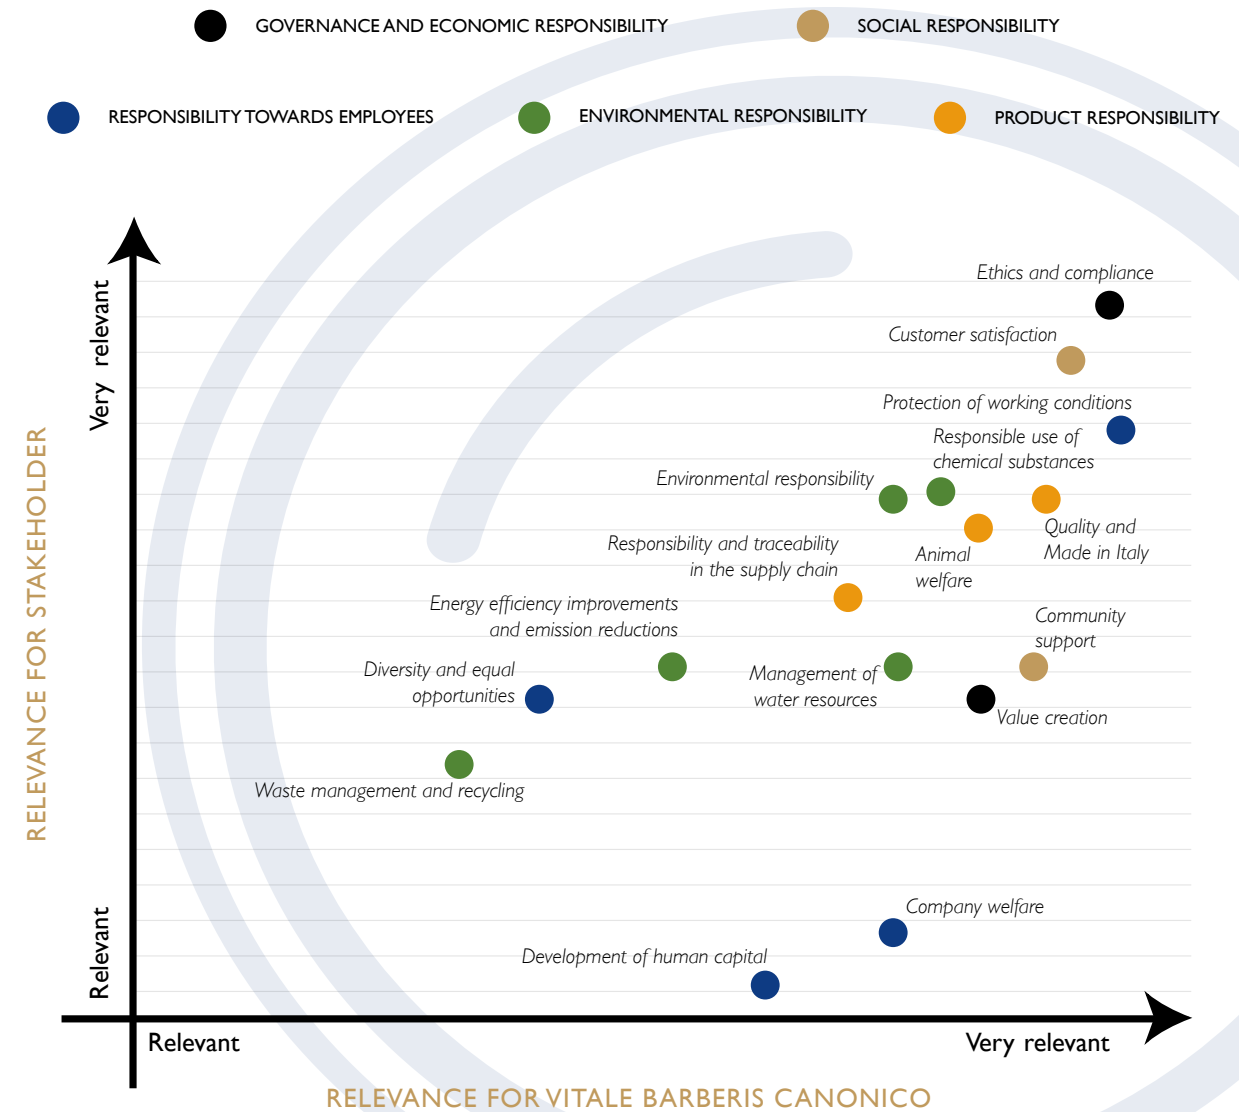 GOVERNANCE AND ECONOMIC RESPONSIBILITY
SOCIAL RESPONSIBILITY
RESPONSIBILITY TOWARDS EMPLOYEES
ENVIRONMENTAL RESPONSIBILITY
PRODUCT RESPONSIBILITY
RELEVANCE FOR STAKEHOLDER
Very relevant
Relevant
Ethics and compliance
Customer satisfaction
Protection of working conditions
Responsible use of
chemical substances
Environmental responsibility
Quality and
Made in Italy
Animal
welfare
Responsibility and traceability
in the supply chain
Energy efficiency improvements
and emission reductions
Community
support
Diversity and equal
opportunities
Management of
water resources
Value creation
Waste management and recycling
Company welfare
Development of human capital
Relevant
Very relevant
RELEVANCE FOR VITALE BARBERIS CANONICO